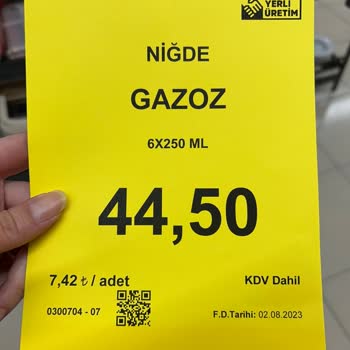 YERLİ
ÜRETİM
NİĞDE
GAZOZ
6X250 ML
44,50
7,42 ₺ / adet
KDV Dahil
0300704 - 07
F.D.Tarihi: 02.08.2023